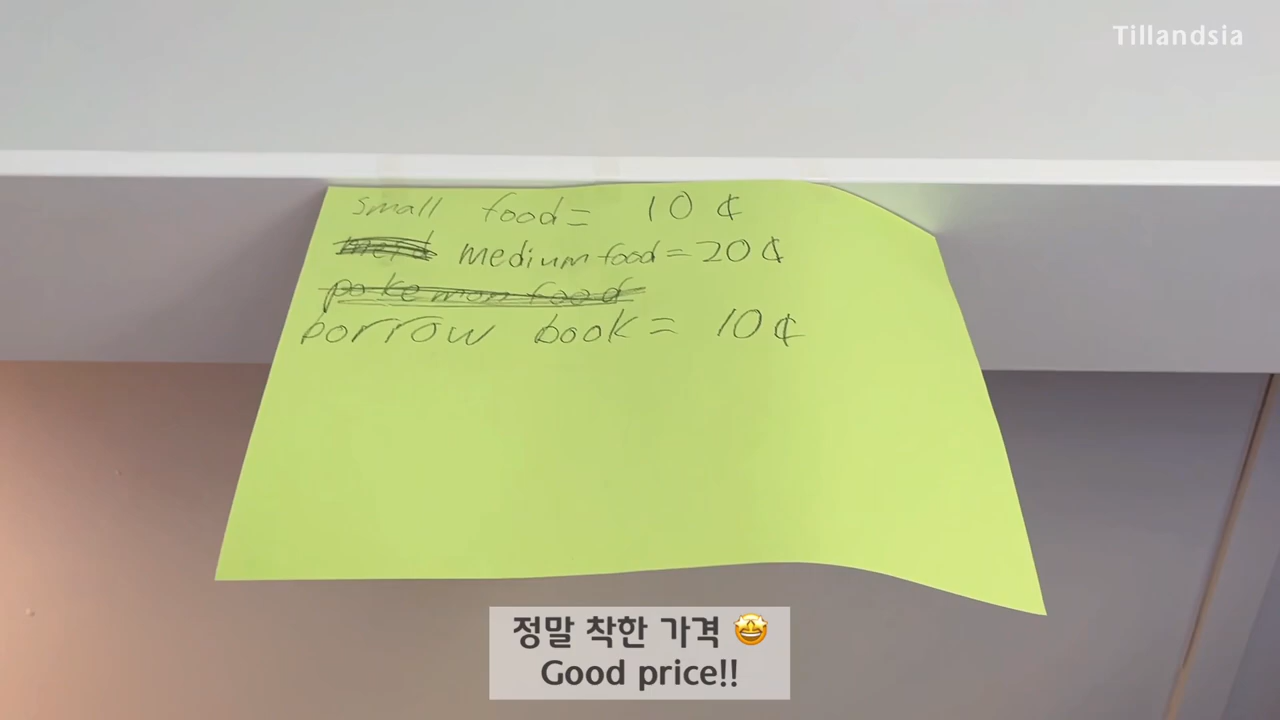 Tillandsia
small food = 10 ¢
medium food = 20 ¢
pokemon food
borrow book = 10 ¢
정말 착한 가격 🤩
Good price!!